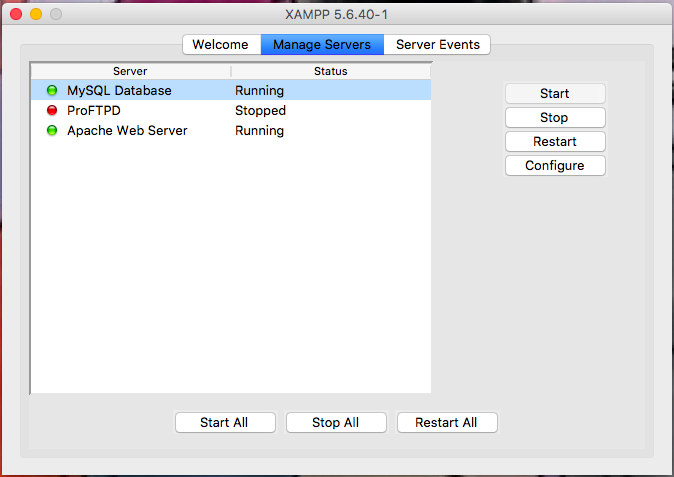 XAMPP 5.6.40-1
Welcome Manage Servers Server Events
Server Status
MySQL Database Running
ProFTPD Stopped
Apache Web Server Running
Start
Stop
Restart
Configure
Start All Stop All Restart All